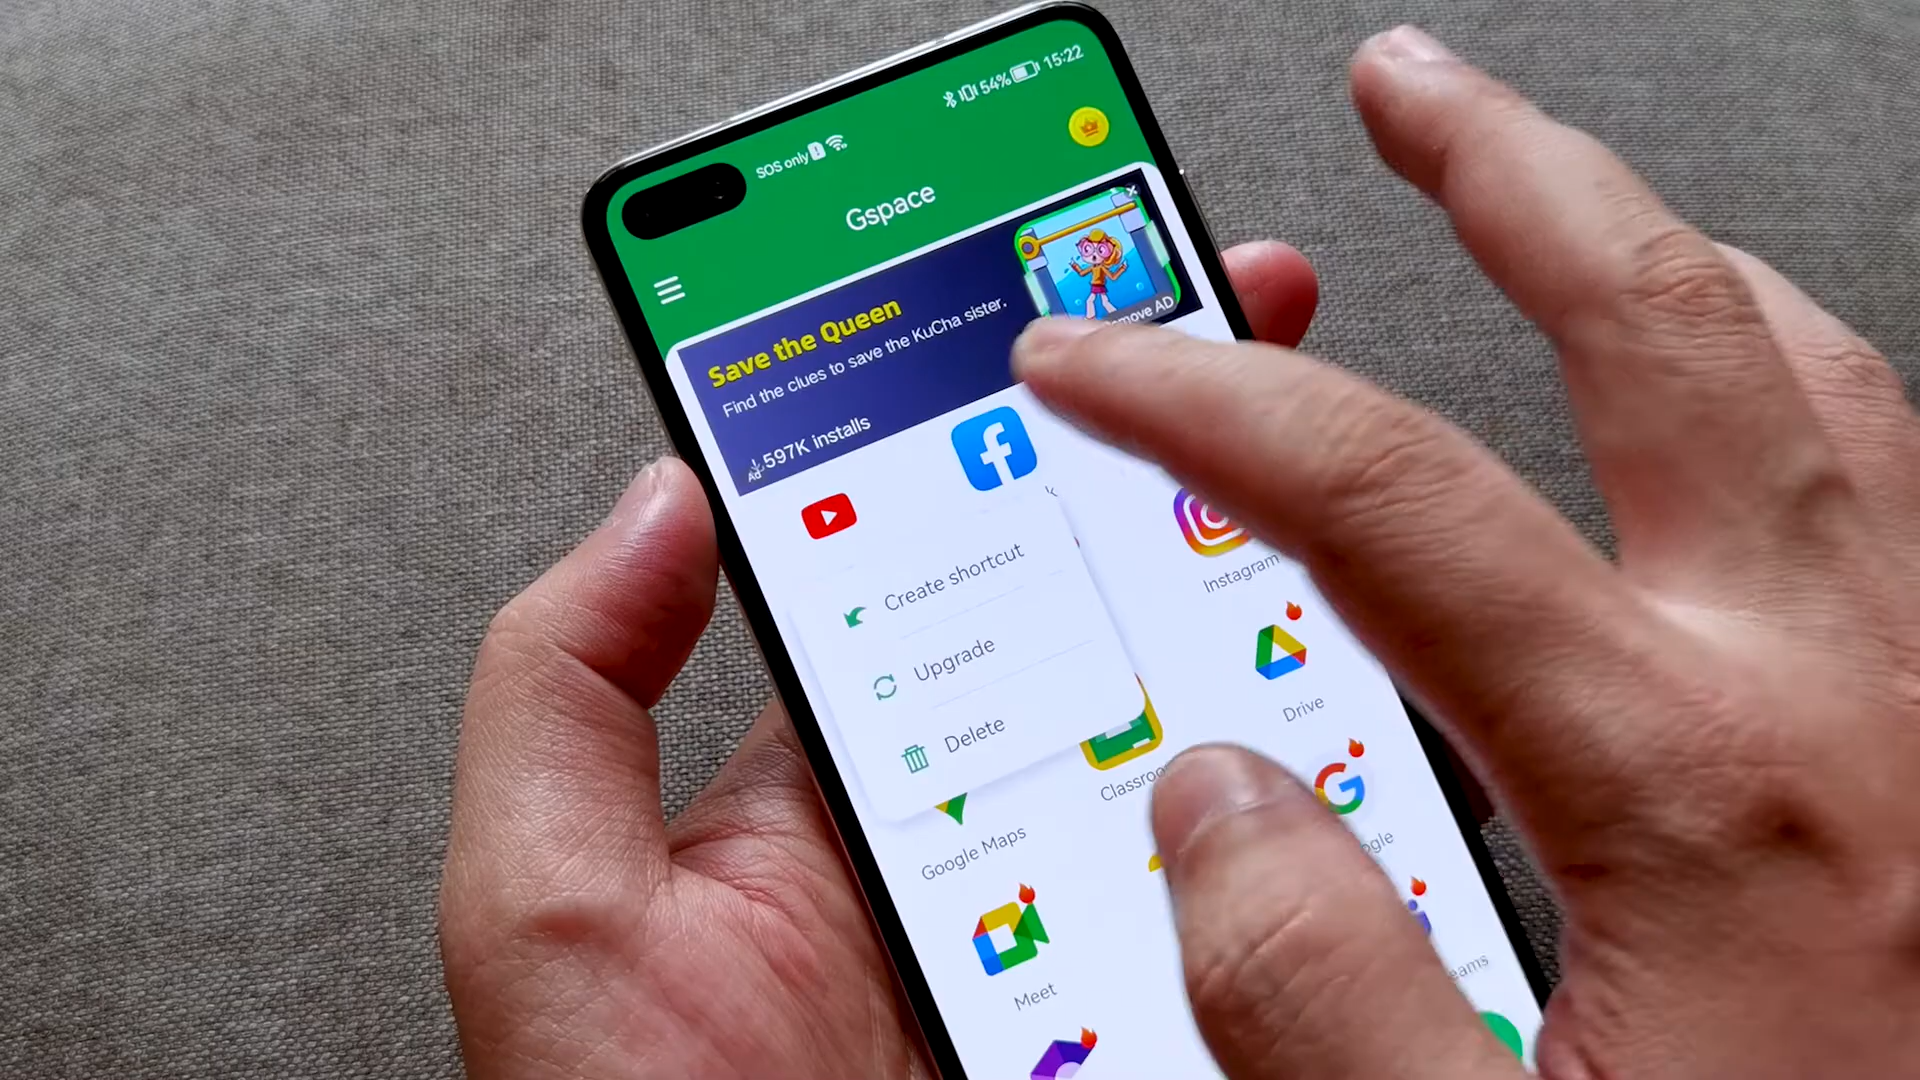 SOS only
54% 15:22
Gspace
Save the Queen
Find the clues to save the KuCha sister.
597K installs
Ad
AD
Create shortcut
Upgrade
Delete
Instagram
Drive
Google Maps
Meet